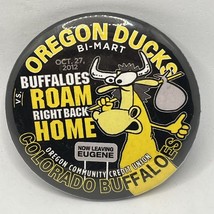 OREGON DUCKS
BI-MART
OCT. 27,
2012
VS.
BUFFALOES
ROAM
RIGHT BACK
HOME
NOW LEAVING
EUGENE
OREGON COMMUNITY CREDIT UNION
COLORADO BUFFALOES